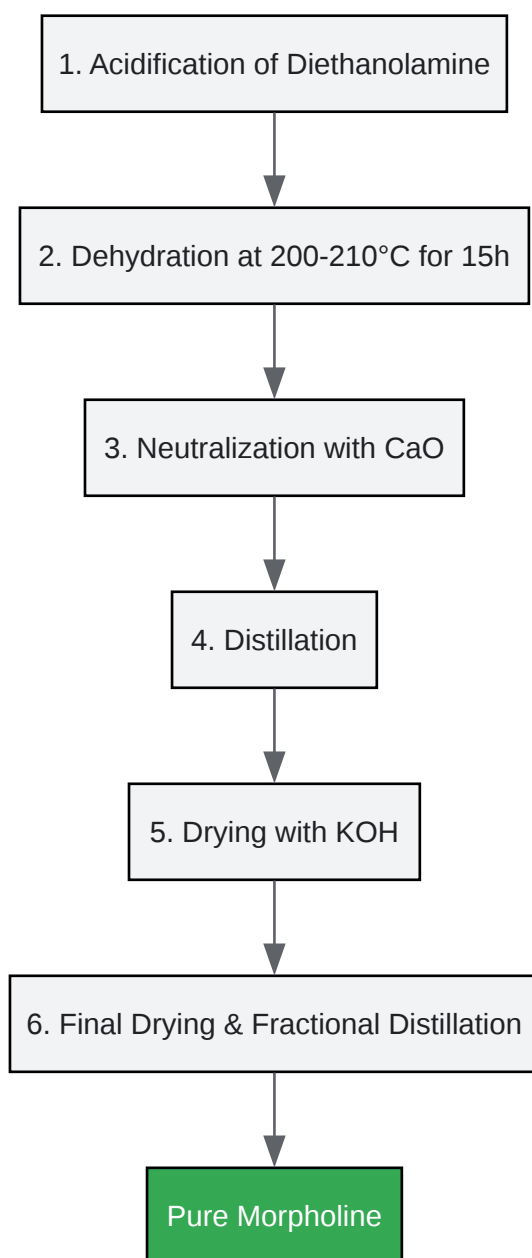 1. Acidification of Diethanolamine
2. Dehydration at 200-210°C for 15h
3. Neutralization with CaO
4. Distillation
5. Drying with KOH
6. Final Drying & Fractional Distillation
Pure Morpholine